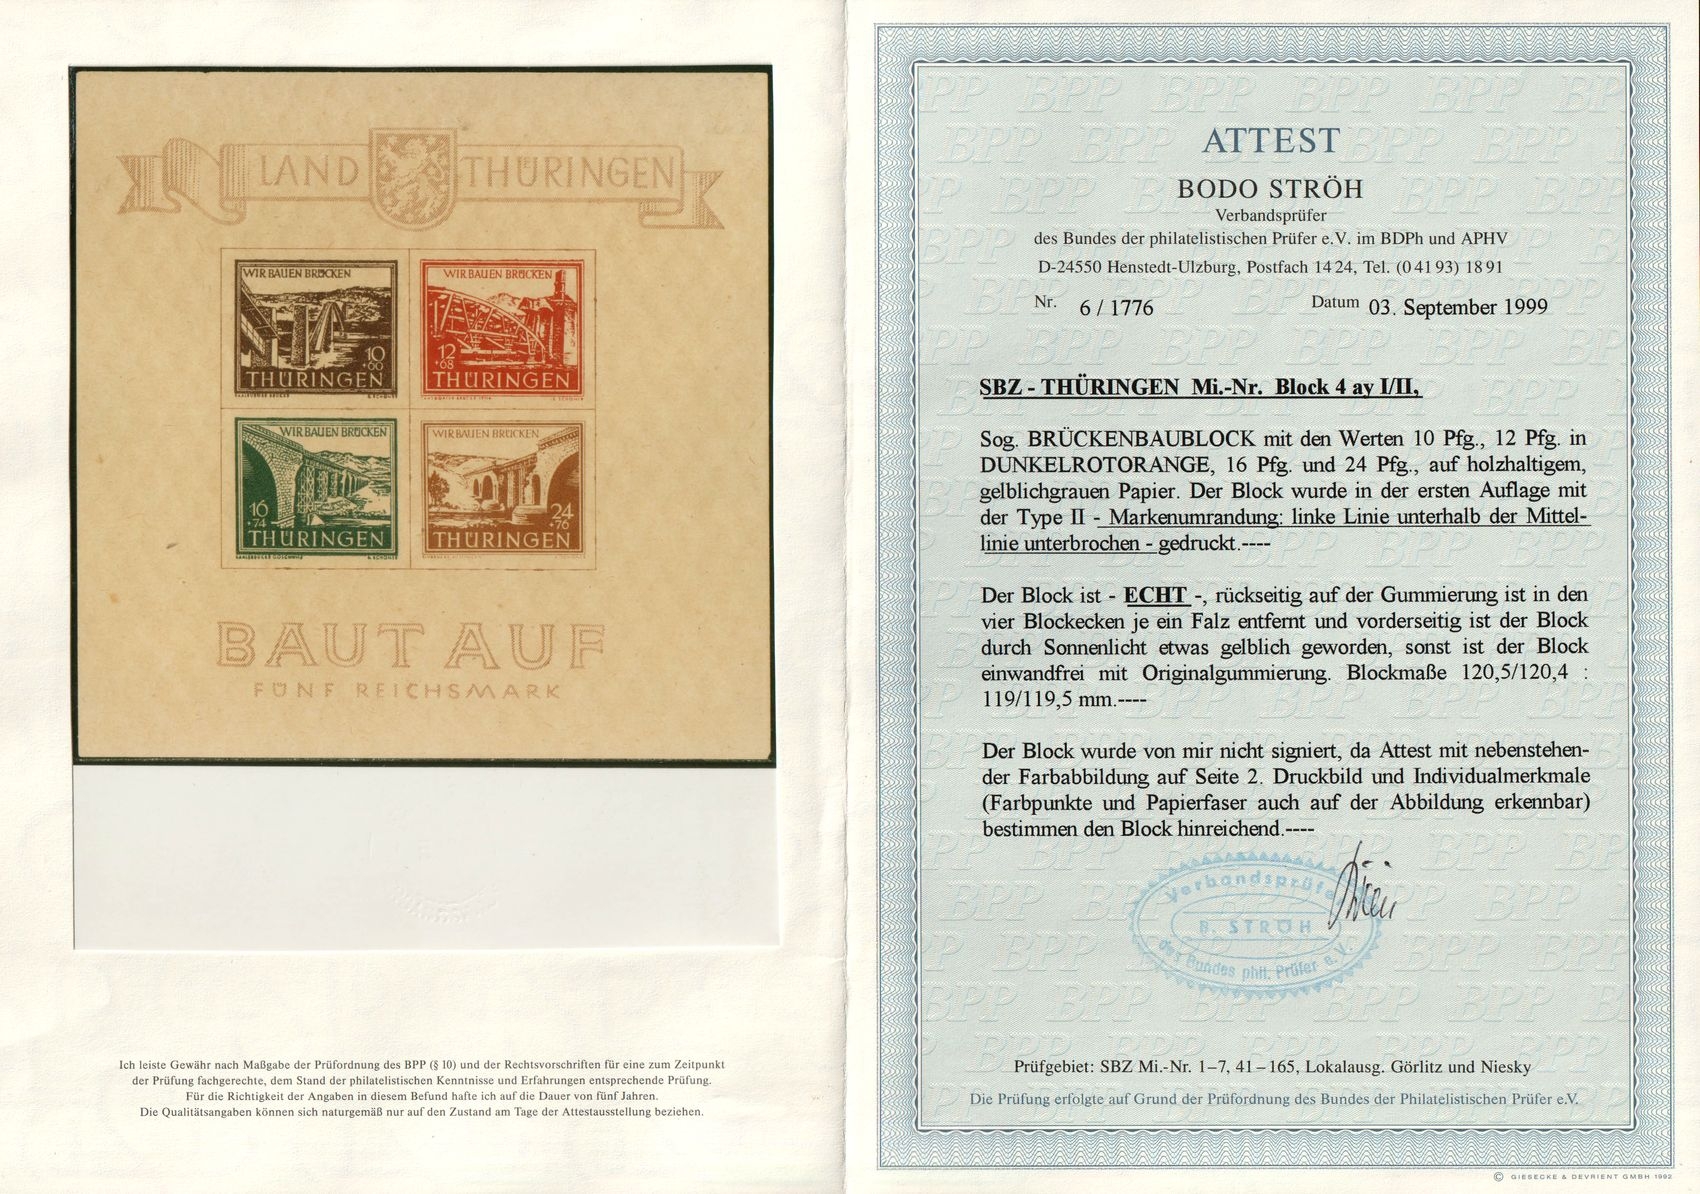 LAND THÜRINGEN
WIR BAUEN BRÜCKEN
10
+60
THÜRINGEN
WIR BAUEN BRÜCKEN
12
+68
THÜRINGEN
WIR BAUEN BRÜCKEN
16
+74
THÜRINGEN
WIR BAUEN BRÜCKEN
24
+76
THÜRINGEN
BAUT AUF
FÜNF REICHSMARK
Ich leiste Gewähr nach Maßgabe der Prüfordnung des BPP (§ 10) und der Rechtsvorschriften für eine zum Zeitpunkt
der Prüfung fachgerechte, dem Stand der philatelistischen Kenntnisse und Erfahrungen entsprechende Prüfung.
Für die Richtigkeit der Angaben in diesem Befund hafte ich auf die Dauer von fünf Jahren.
Die Qualitätsangaben können sich naturgemäß nur auf den Zustand am Tage der Attestausstellung beziehen.
ATTEST
BODO STRÖH
Verbandsprüfer
des Bundes der philatelistischen Prüfer e.V. im BDPh und APHV
D-24550 Henstedt-Ulzburg, Postfach 14 24, Tel. (0 41 93) 18 91
Nr. 6 / 1776 Datum 03. September 1999
SBZ - THÜRINGEN Mi.-Nr. Block 4 ay I/II,
Sog. BRÜCKENBAUBLOCK mit den Werten 10 Pfg., 12 Pfg. in
DUNKELROTORANGE, 16 Pfg. und 24 Pfg., auf holzhaltigem,
gelblichgrauen Papier. Der Block wurde in der ersten Auflage mit
der Type II - Markenumrandung: linke Linie unterhalb der Mittel-
linie unterbrochen - gedruckt.----
Der Block ist - ECHT -, rückseitig auf der Gummierung ist in den
vier Blockecken je ein Falz entfernt und vorderseitig ist der Block
durch Sonnenlicht etwas gelblich geworden, sonst ist der Block
einwandfrei mit Originalgummierung. Blockmaße 120,5/120,4 :
119/119,5 mm.----
Der Block wurde von mir nicht signiert, da Attest mit nebenstehen-
der Farbabbildung auf Seite 2. Druckbild und Individualmerkmale
(Farbpunkte und Papierfaser auch auf der Abbildung erkennbar)
bestimmen den Block hinreichend.----
Verbandsprüfer
B. STRÖH
des Bundes phil. Prüfer e. V.
Prüfgebiet: SBZ Mi.-Nr. 1–7, 41–165, Lokalausg. Görlitz und Niesky
Die Prüfung erfolgte auf Grund der Prüfordnung des Bundes der Philatelistischen Prüfer e.V.
© GIESECKE & DEVRIENT GMBH 1992